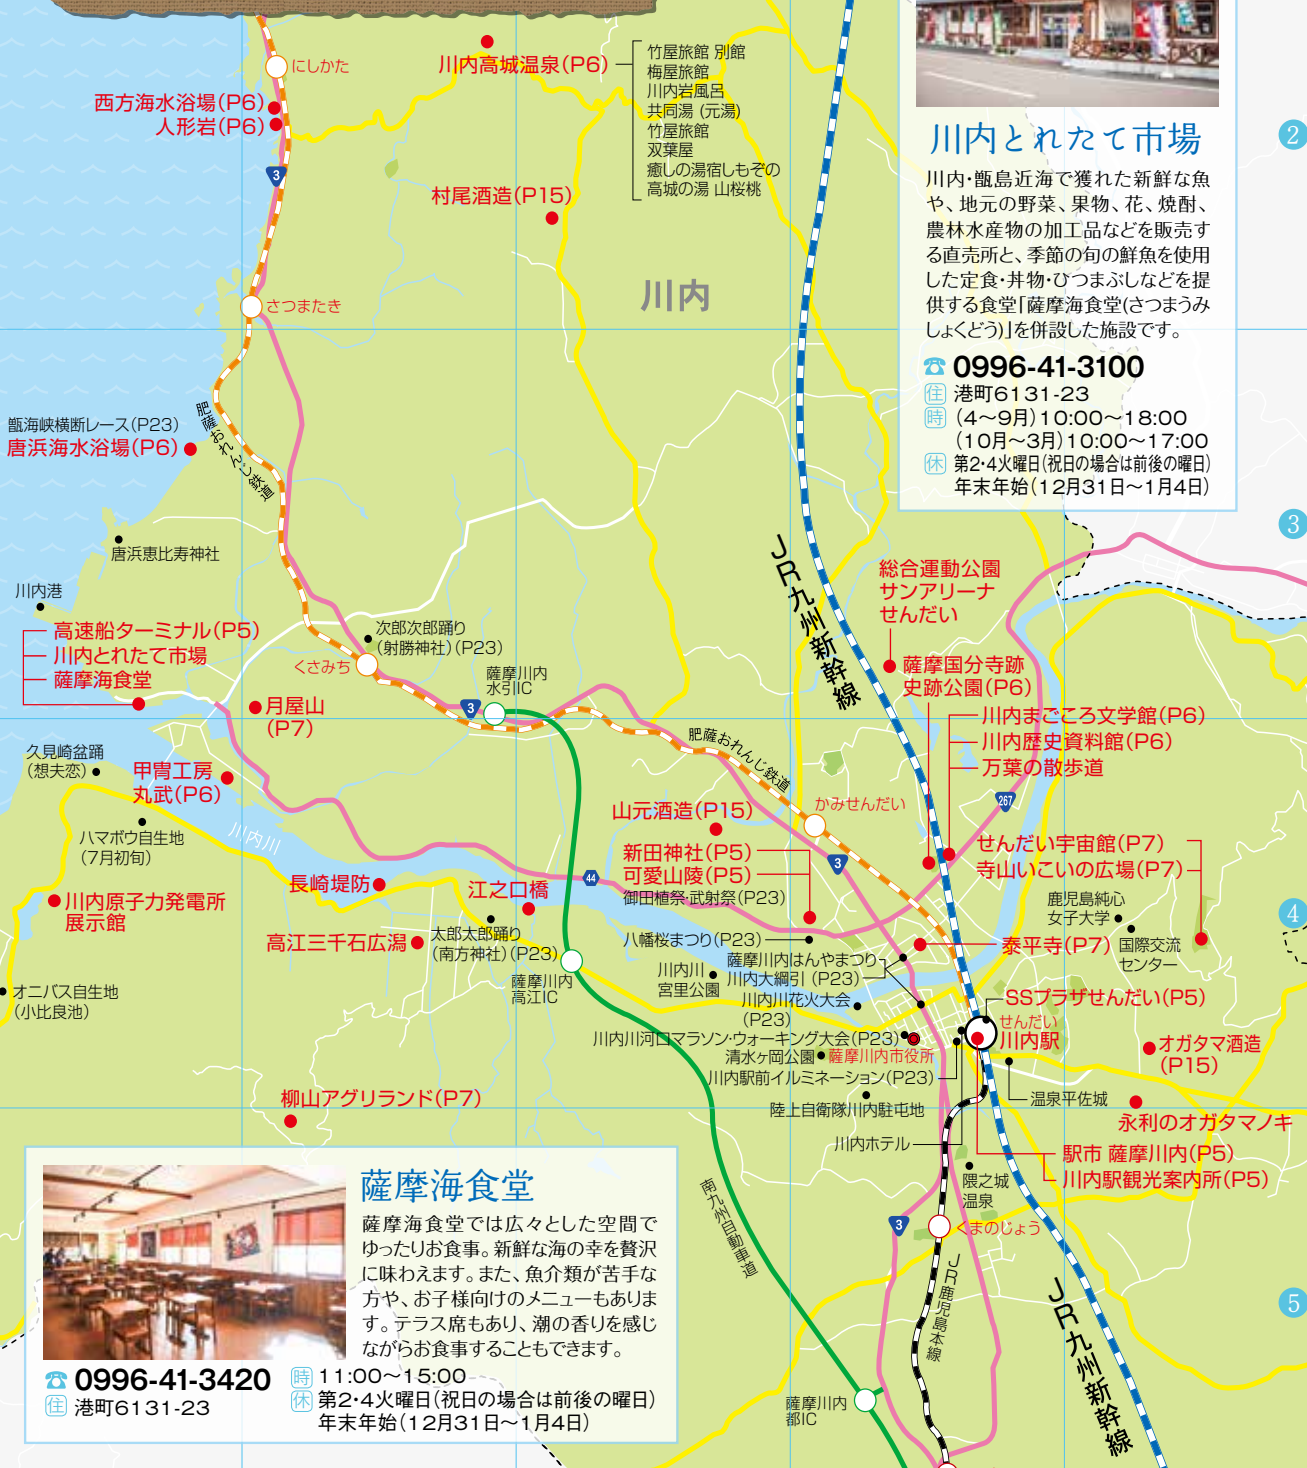 にしかた
川内高城温泉(P6)
竹屋旅館 別館
梅屋旅館
川内岩風呂
共同湯 (元湯)
竹屋旅館
双葉屋
癒しの湯宿しもぞの
高城の湯 山桜桃
西方海水浴場(P6)
人形岩(P6)
3
村尾酒造(P15)
川内
さつまたき
川内とれたて市場
川内・甑島近海で獲れた新鮮な魚
や、地元の野菜、果物、花、焼酎、
農林水産物の加工品などを販売す
る直売所と、季節の旬の鮮魚を使用
した定食・丼物・ひつまぶしなどを提
供する食堂「薩摩海食堂(さつまうみ
しょくどう)」を併設した施設です。
0996-41-3100
住 港町6131-23
時 (4〜9月)10:00〜18:00
(10月〜3月)10:00〜17:00
休 第2・4火曜日(祝日の場合は前後の曜日)
年末年始(12月31日〜1月4日)
2
3
4
5
甑海峡横断レース(P23)
唐浜海水浴場(P6)
肥薩おれんじ鉄道
唐浜恵比寿神社
川内港
高速船ターミナル(P5)
川内とれたて市場
薩摩海食堂
次郎次郎踊り
(射勝神社)(P23)
くさみち
薩摩川内
水引IC
3
月屋山
(P7)
久見崎盆踊
(想夫恋)
甲冑工房
丸武(P6)
ハマボウ自生地
(7月初旬)
川内川
JR九州新幹線
総合運動公園
サンアリーナ
せんだい
薩摩国分寺跡
史跡公園(P6)
川内まごころ文学館(P6)
川内歴史資料館(P6)
万葉の散歩道
267
肥薩おれんじ鉄道
かみせんだい
山元酒造(P15)
3
新田神社(P5)
可愛山陵(P5)
御田植祭・武射祭(P23)
せんだい宇宙館(P7)
寺山いこいの広場(P7)
鹿児島純心
女子大学
国際交流
センター
長崎堤防
江之口橋
44
川内原子力発電所
展示館
高江三千石広潟
太郎太郎踊り
(南方神社)(P23)
薩摩川内
高江IC
オニバス自生地
(小比良池)
八幡桜まつり(P23)
薩摩川内はんやまつり
川内大綱引 (P23)
泰平寺(P7)
川内川
宮里公園
川内川花火大会
(P23)
SSプラザせんだい(P5)
せんだい
川内駅
川内川河口マラソン・ウォーキング大会(P23)
清水ヶ岡公園
薩摩川内市役所
川内駅前イルミネーション(P23)
オガタマ酒造
(P15)
陸上自衛隊川内駐屯地
温泉平佐城
永利のオガタマノキ
川内ホテル
駅市 薩摩川内(P5)
川内駅観光案内所(P5)
隈之城
温泉
柳山アグリランド(P7)
3
くまのじょう
南九州自動車道
JR鹿児島本線
JR九州新幹線
薩摩川内
都IC
薩摩海食堂
薩摩海食堂では広々とした空間で
ゆったりお食事。新鮮な海の幸を贅沢
に味わえます。また、魚介類が苦手な
方や、お子様向けのメニューもありま
す。テラス席もあり、潮の香りを感じ
ながらお食事することもできます。
0996-41-3420
住 港町6131-23
時 11:00〜15:00
休 第2・4火曜日(祝日の場合は前後の曜日)
年末年始(12月31日〜1月4日)